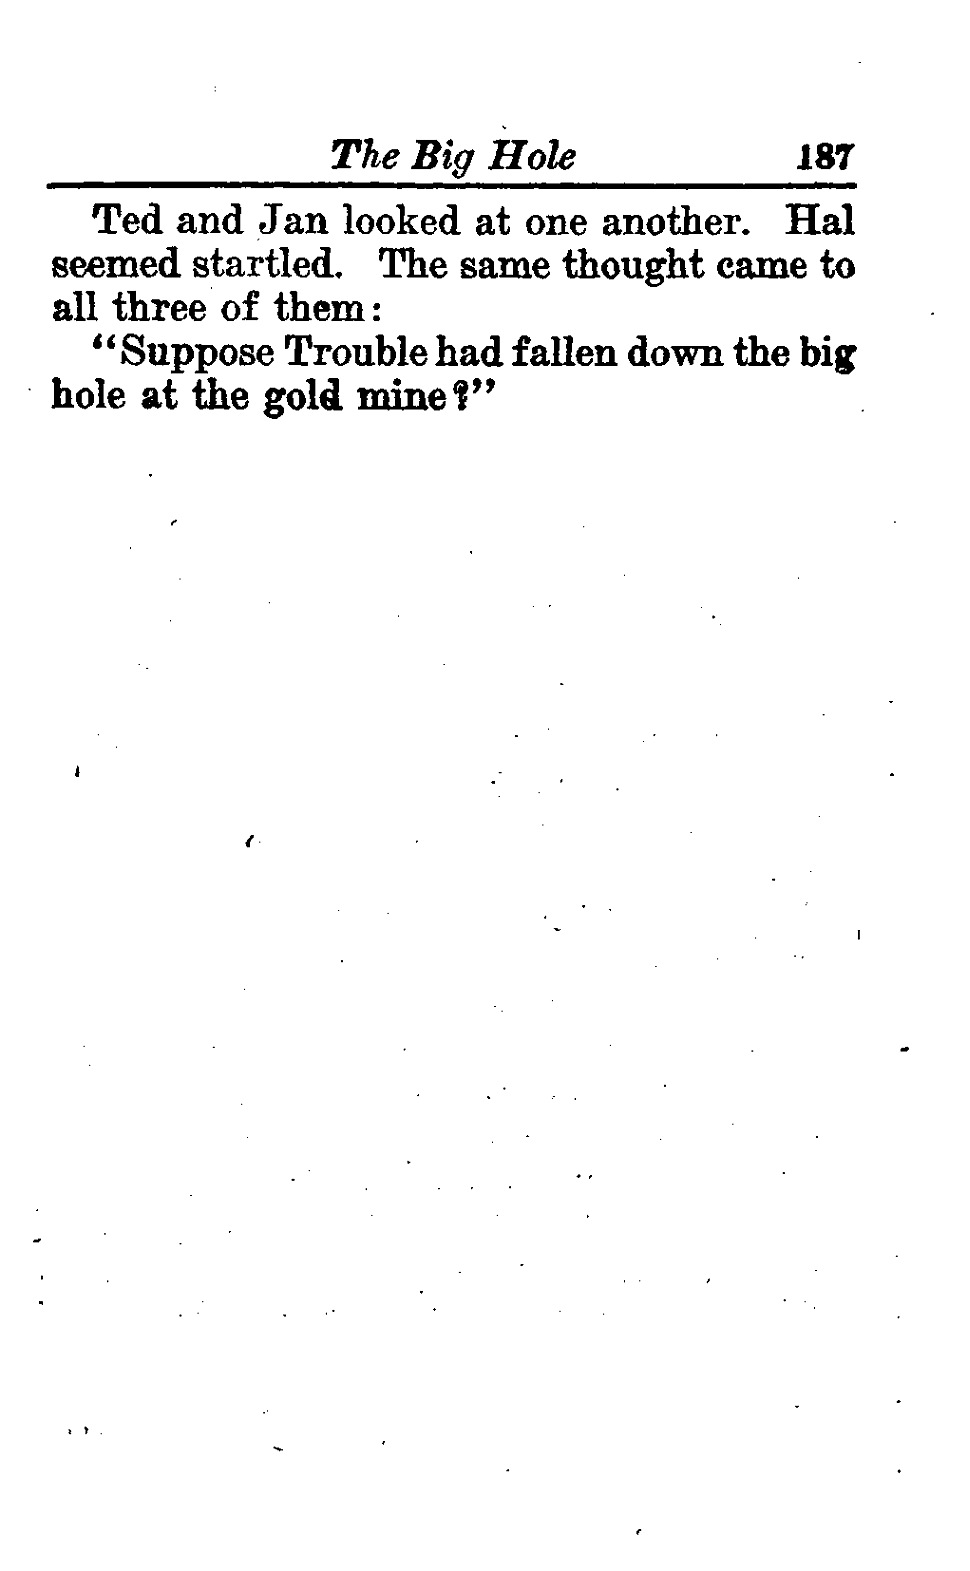 The Big Hole 187
Ted and Jan looked at one another. Hal
seemed startled. The same thought came to
all three of them:
"Suppose Trouble had fallen down the big
hole at the gold mine?"